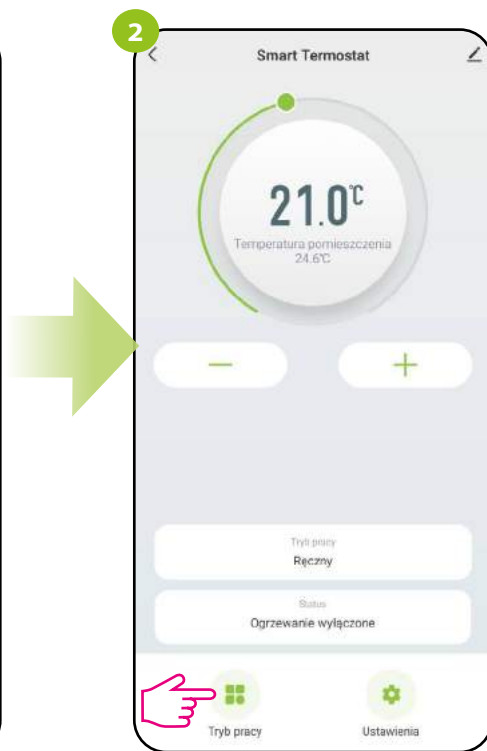 2
Smart Termostat
21.0°C
Temperatura pomieszczenia
24.6°C
Tryb pracy
Ręczny
Status
Ogrzewanie wyłączone
Tryb pracy
Ustawienia